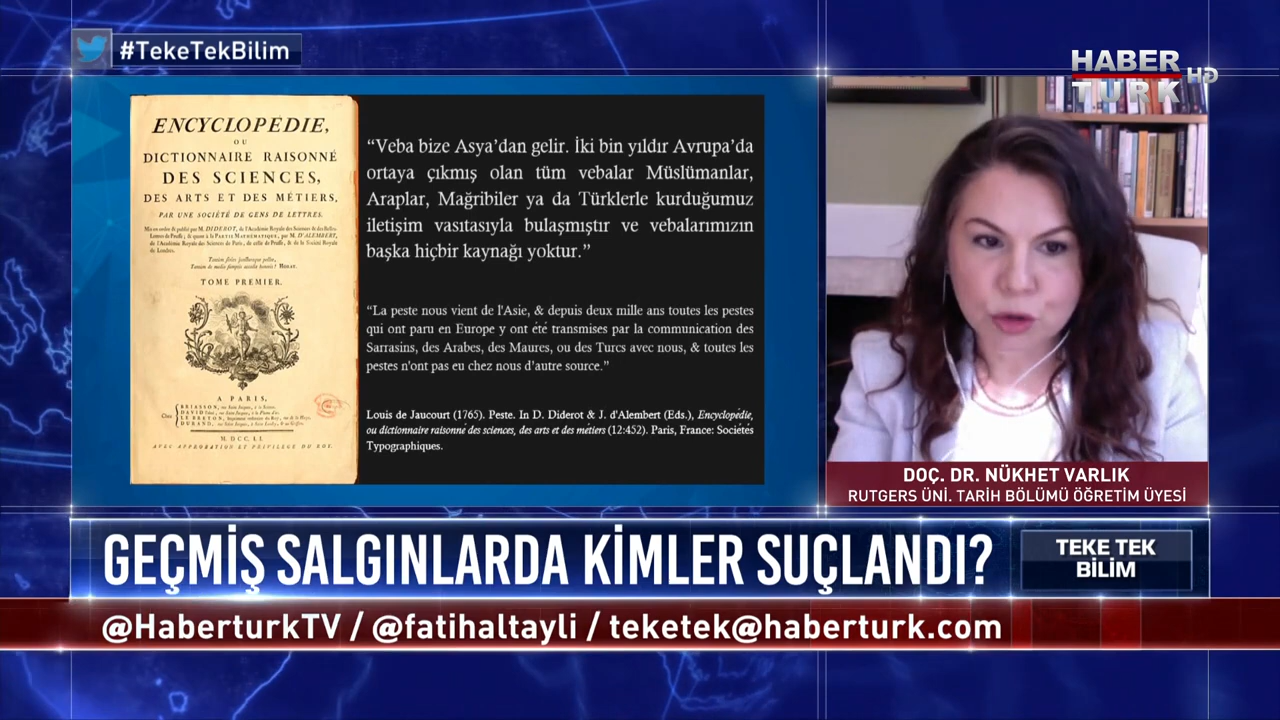 #TekeTekBilim
HABER
TURK HD
ENCYCLOPEDIE,
OU
DICTIONNAIRE RAISONNÉ
DES SCIENCES,
DES ARTS ET DES MÉTIERS,
PAR UNE SOCIÉTÉ DE GENS DE LETTRES.
TOME PREMIER.
A PARIS,
M. DCC. LI.
AVEC APPROBATION ET PRIVILEGE DU ROY.
“Veba bize Asya’dan gelir. İki bin yıldır Avrupa’da
ortaya çıkmış olan tüm vebalar Müslümanlar,
Araplar, Mağribiler ya da Türklerle kurduğumuz
iletişim vasıtasıyla bulaşmıştır ve vebalarımızın
başka hiçbir kaynağı yoktur.”
“La peste nous vient de l'Asie, & depuis deux mille ans toutes les pestes
qui ont paru en Europe y ont été transmises par la communication des
Sarrasins, des Arabes, des Maures, ou des Turcs avec nous, & toutes les
pestes n'ont pas eu chez nous d’autre source.”
Louis de Jaucourt (1765). Peste. In D. Diderot & J. d'Alembert (Eds.), Encyclopédie,
ou dictionnaire raisonné des sciences, des arts et des métiers (12:452). Paris, France: Sociétés
Typographiques.
DOÇ. DR. NÜKHET VARLIK
RUTGERS ÜNİ. TARİH BÖLÜMÜ ÖĞRETİM ÜYESİ
GEÇMİŞ SALGINLARDA KİMLER SUÇLANDI?
TEKE TEK
BİLİM
@HaberturkTV / @fatihaltayli / teketek@haberturk.com